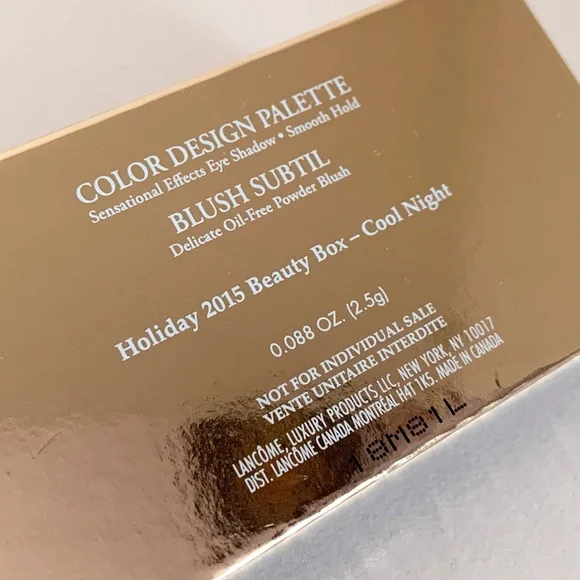 COLOR DESIGN PALETTE
Sensational Effects Eye Shadow • Smooth Hold
BLUSH SUBTIL
Delicate Oil-Free Powder Blush
Holiday 2015 Beauty Box – Cool Night
0.088 OZ. (2.5g)
NOT FOR INDIVIDUAL SALE
VENTE UNITAIRE INTERDITE
LANCÔME, LUXURY PRODUCTS LLC, NEW YORK, NY 10017
DIST. LANCÔME CANADA MONTRÉAL H4T 1K5. MADE IN CANADA
18M81L